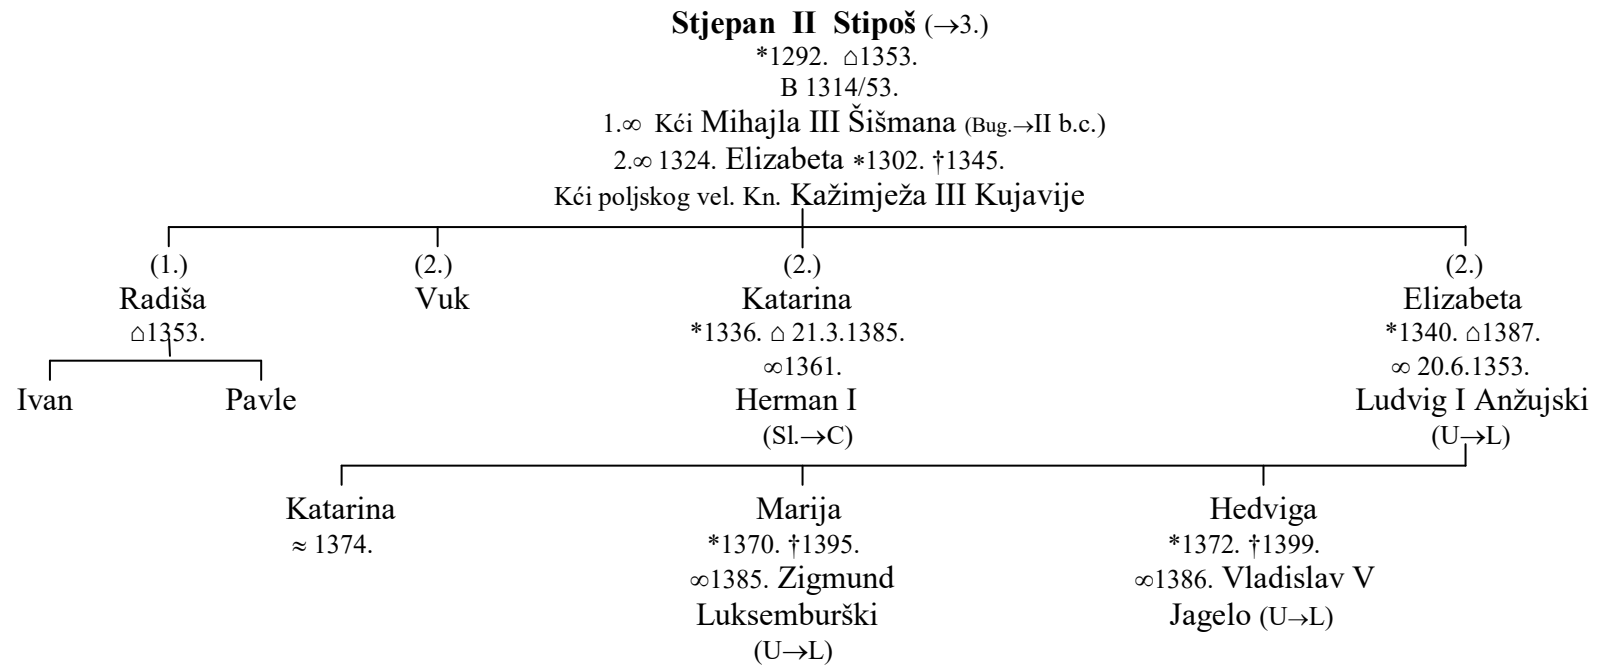 Stjepan II Stipoš (→3.)
*1292. ⌂1353.
B 1314/53.
1.∞ Kći Mihajla III Šišmana (Bug.→II b.c.)
2.∞ 1324. Elizabeta *1302. †1345.
Kći poljskog vel. Kn. Kažimježa III Kujavije
(1.) (2.) (2.) (2.)
Radiša Vuk Katarina Elizabeta
⌂1353. *1336. ⌂ 21.3.1385. *1340. ⌂1387.
∞1361. ∞ 20.6.1353.
Ivan Pavle Herman I Ludvig I Anžujski
(Sl.→C) (U→L)
Katarina Marija Hedviga
≈ 1374. *1370. †1395. *1372. †1399.
∞1385. Zigmund ∞1386. Vladislav V
Luksemburški Jagelo (U→L)
(U→L)